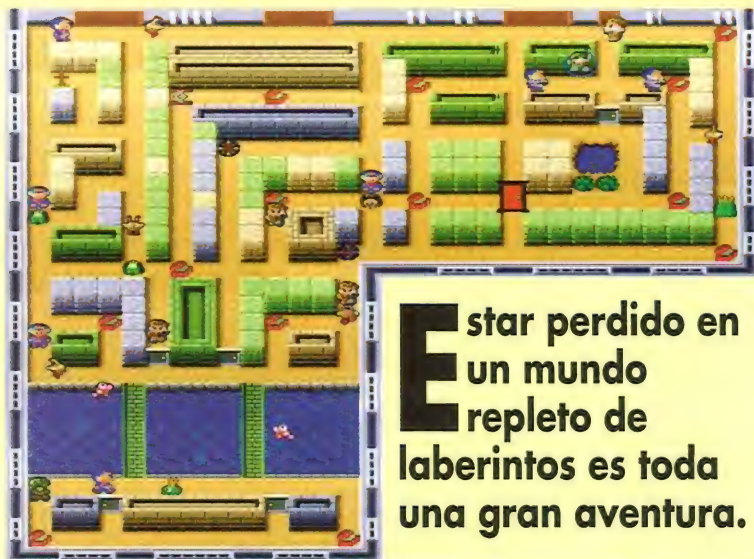 Estar perdido en
un mundo
repleto de
laberintos es toda
una gran aventura.